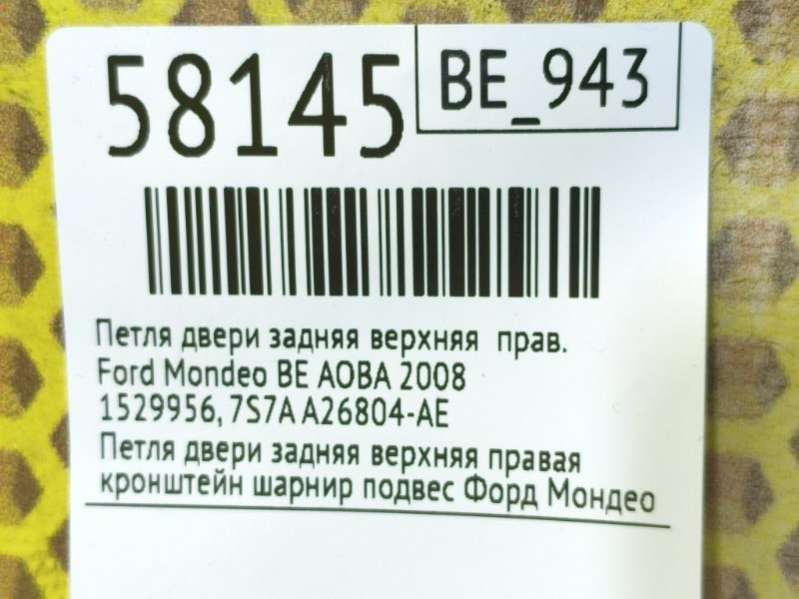 58145
BE_943
Петля двери задняя верхняя прав.
Ford Mondeo BE AOBA 2008
1529956, 7S7A A26804-AE
Петля двери задняя верхняя правая
кронштейн шарнир подвес Форд Мондео